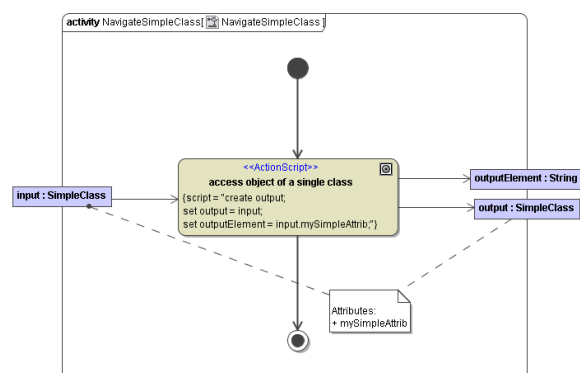 activity NavigateSimpleClass[ NavigateSimpleClass ]
<<ActionScript>>
access object of a single class
{script = "create output;
set output = input;
set outputElement = input.mySimpleAttrib;"}
input : SimpleClass
outputElement : String
output : SimpleClass
Attributes:
+ mySimpleAttrib